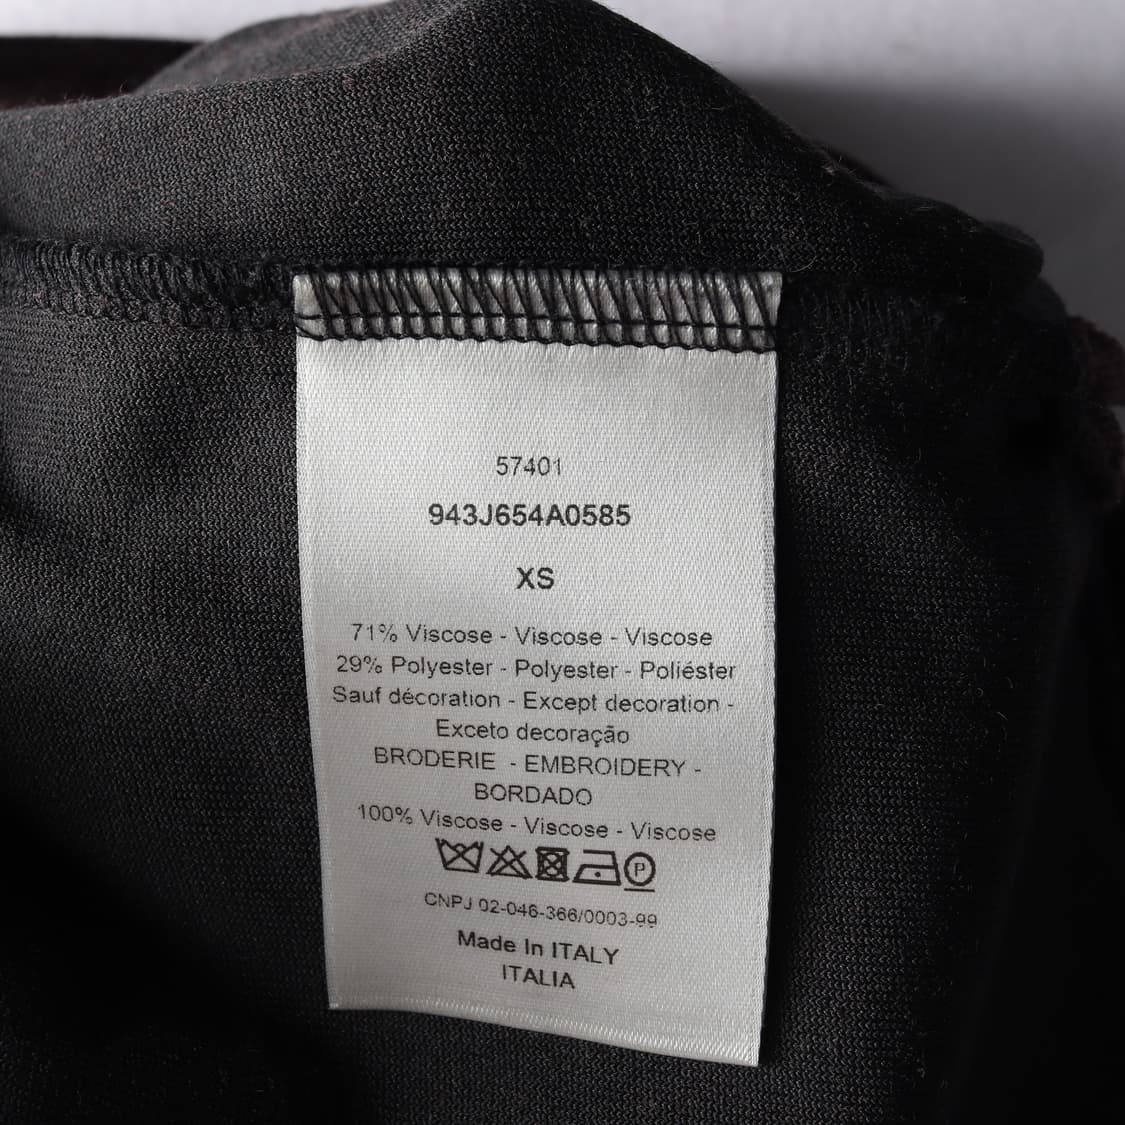 57401
943J654A0585
XS
71% Viscose - Viscose - Viscose
29% Polyester - Polyester - Poliéster
Sauf décoration - Except decoration -
Exceto decoração
BRODERIE - EMBROIDERY -
BORDADO
100% Viscose - Viscose - Viscose
P
CNPJ 02-046-366/0003-99
Made In ITALY
ITALIA